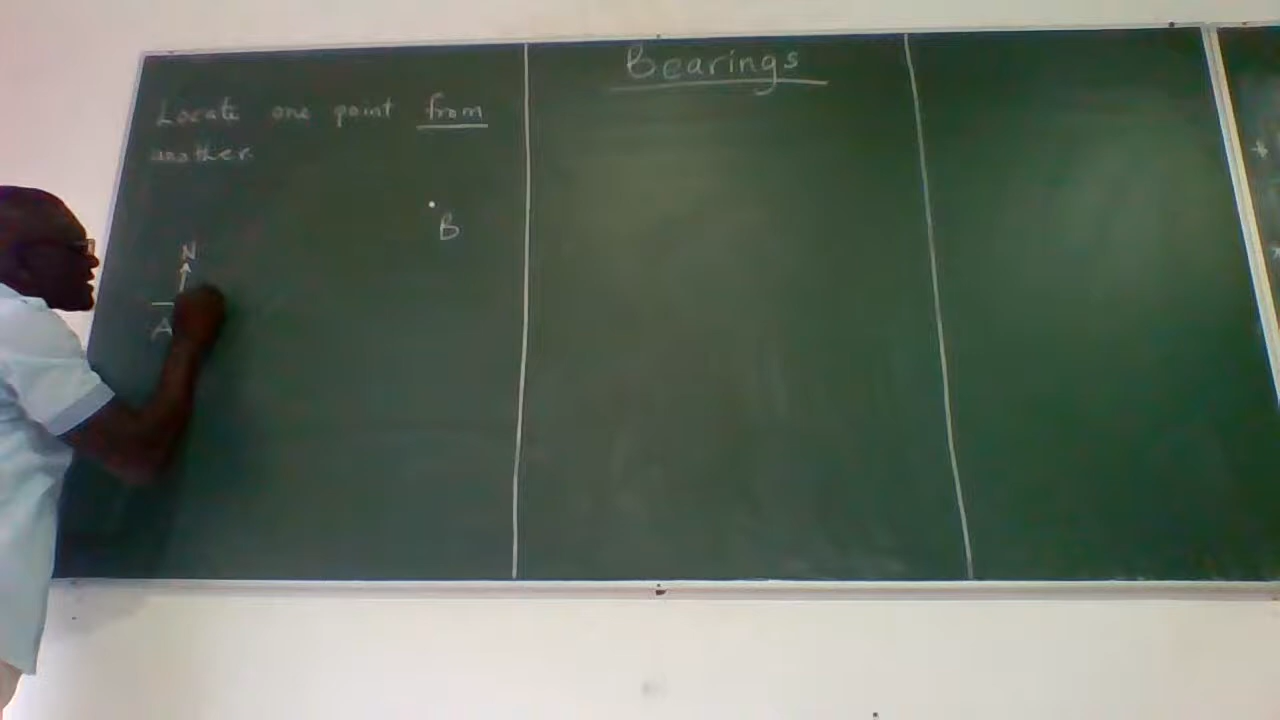 Bearings
Locate one point from
another.
B
N
A